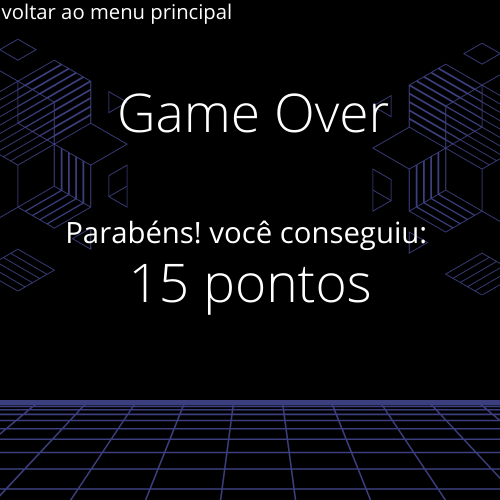 voltar ao menu principal
Game Over
Parabéns! você conseguiu:
15 pontos